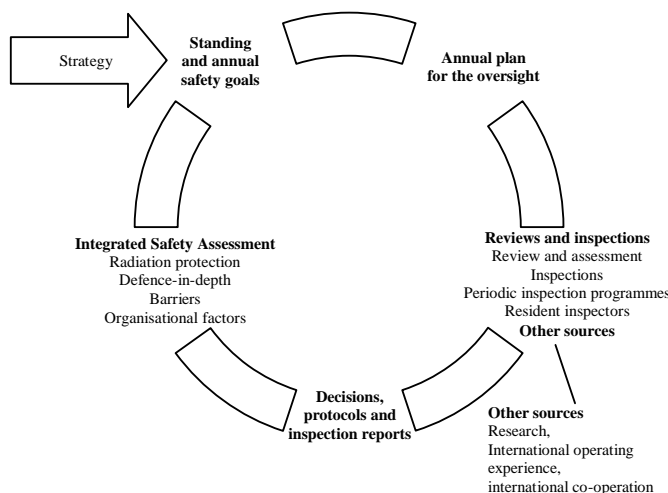 Strategy
Standing
and annual
safety goals
Annual plan
for the oversight
Reviews and inspections
Review and assessment
Inspections
Periodic inspection programmes
Resident inspectors
Other sources
Other sources
Research,
International operating
experience,
international co-operation
Decisions,
protocols and
inspection reports
Integrated Safety Assessment
Radiation protection
Defence-in-depth
Barriers
Organisational factors